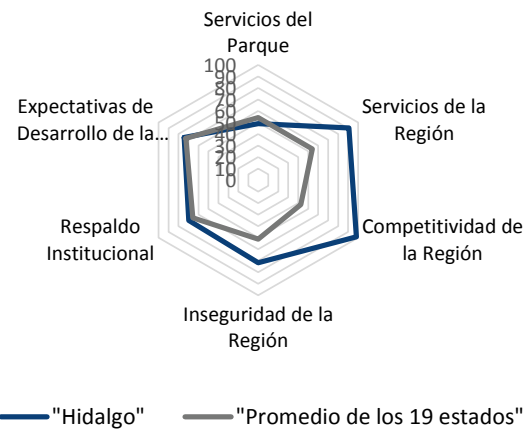 Servicios del
Parque
100
90
80
70
60
50
40
30
20
10
0
Servicios de la
Región
Competitividad de
la Región
Inseguridad de la
Región
Respaldo
Institucional
Expectativas de
Desarrollo de la...
"Hidalgo"
"Promedio de los 19 estados"